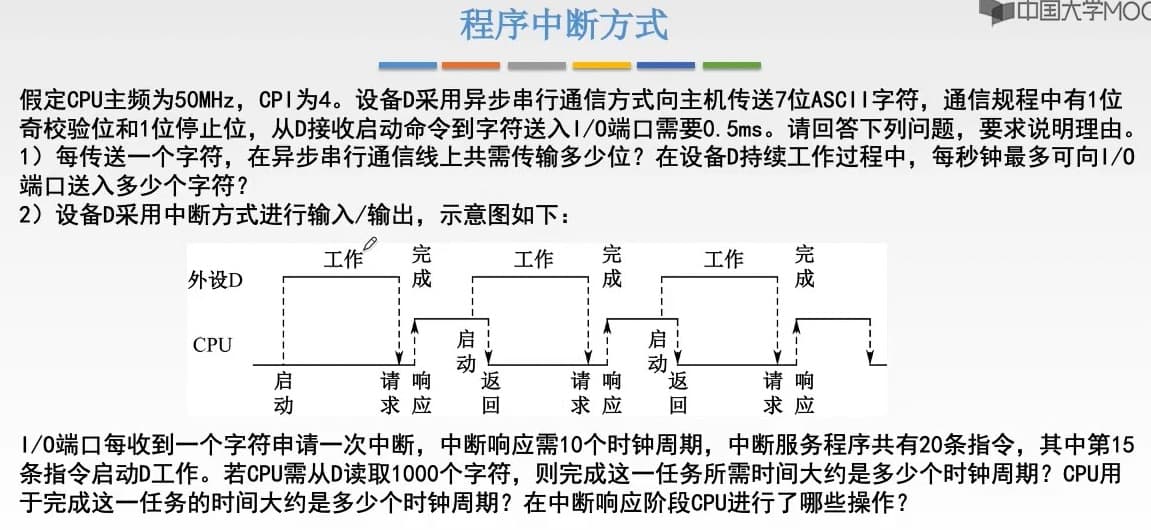 程序中断方式
中国大学MOC
假定CPU主频为50MHz，CPI为4。设备D采用异步串行通信方式向主机传送7位ASCII字符，通信规程中有1位
奇校验位和1位停止位，从D接收启动命令到字符送入I/O端口需要0.5ms。请回答下列问题，要求说明理由。
1）每传送一个字符，在异步串行通信线上共需传输多少位？在设备D持续工作过程中，每秒钟最多可向I/O
端口送入多少个字符？
2）设备D采用中断方式进行输入/输出，示意图如下：
工作 完成 工作 完成 工作 完成
外设D
CPU 启动 启动
启动 请求 响应 返回 请求 响应 返回 请求 响应
I/O端口每收到一个字符申请一次中断，中断响应需10个时钟周期，中断服务程序共有20条指令，其中第15
条指令启动D工作。若CPU需从D读取1000个字符，则完成这一任务所需时间大约是多少个时钟周期？CPU用
于完成这一任务的时间大约是多少个时钟周期？在中断响应阶段CPU进行了哪些操作？